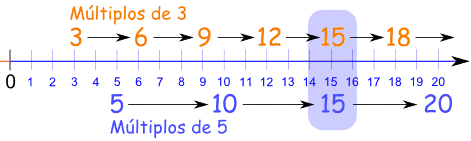 Múltiplos de 3
3 6 9 12 15 18
0 1 2 3 4 5 6 7 8 9 10 11 12 13 14 15 16 17 18 19 20
5 10 15 20
Múltiplos de 5